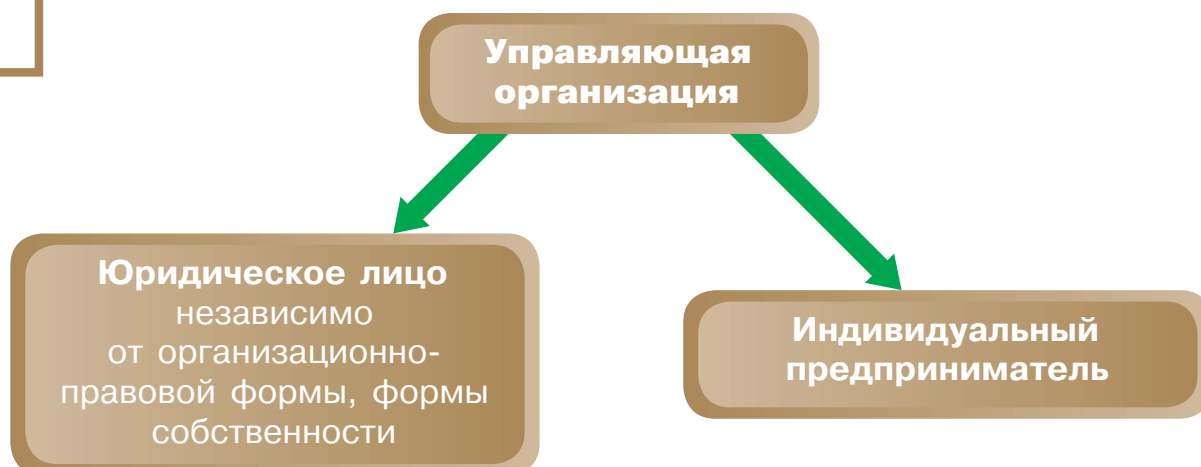 Управляющая
организация
Юридическое лицо
независимо
от организационно-
правовой формы, формы
собственности
Индивидуальный
предприниматель